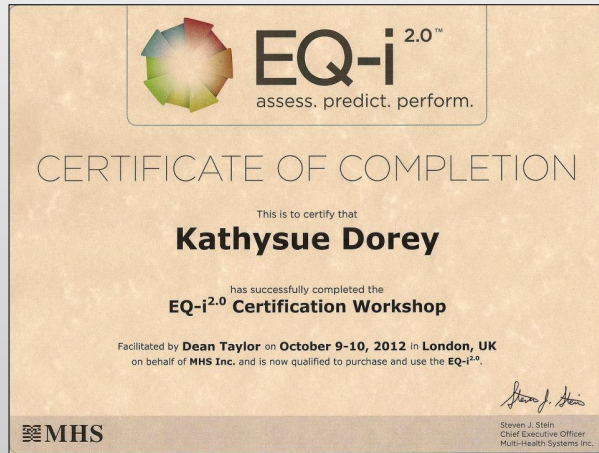 EQ-i 2.0™
assess. predict. perform.
CERTIFICATE OF COMPLETION
This is to certify that
Kathysue Dorey
has successfully completed the
EQ-i2.0 Certification Workshop
Facilitated by Dean Taylor on October 9-10, 2012 in London, UK
on behalf of MHS Inc. and is now qualified to purchase and use the EQ-i2.0.
Steven J. Stein
MHS
Steven J. Stein
Chief Executive Officer
Multi-Health Systems Inc.